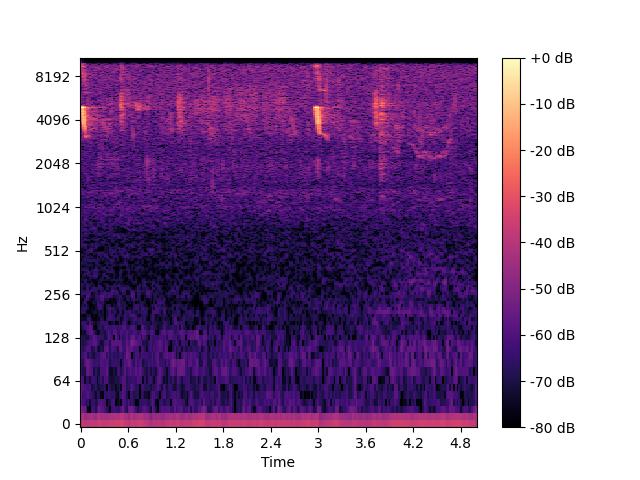 +0 dB
8192
-10 dB
4096
-20 dB
2048
-30 dB
1024
-40 dB
Hz
512
-50 dB
256
-60 dB
128
64
-70 dB
0
-80 dB
0 0.6 1.2 1.8 2.4 3 3.6 4.2 4.8
Time